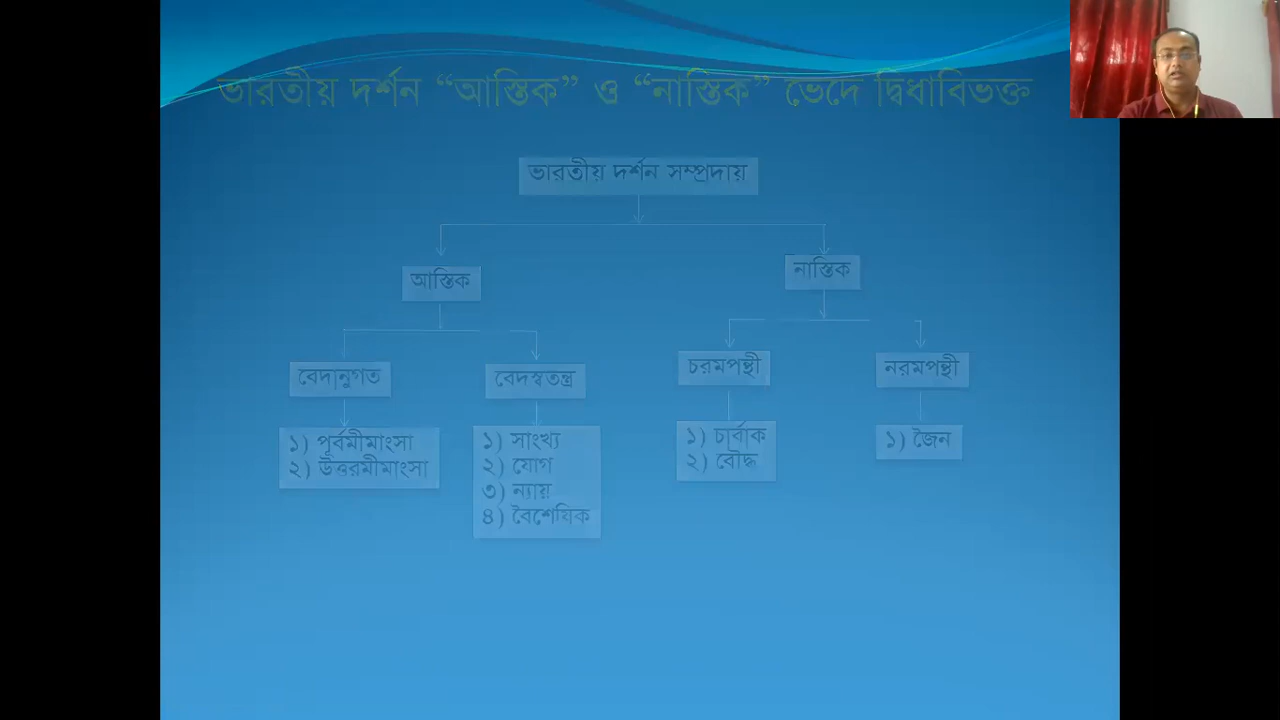 ভারতীয় দর্শন “আস্তিক” ও “নাস্তিক” ভেদে দ্বিধাবিভক্ত
ভারতীয় দর্শন সম্প্রদায়
আস্তিক
নাস্তিক
বেদানুগত
বেদস্বতন্ত্র
চরমপন্থী
নরমপন্থী
১) পূর্বমীমাংসা
২) উত্তরমীমাংসা
১) সাংখ্য
২) যোগ
৩) ন্যায়
৪) বৈশেষিক
১) চার্বাক
২) বৌদ্ধ
১) জৈন